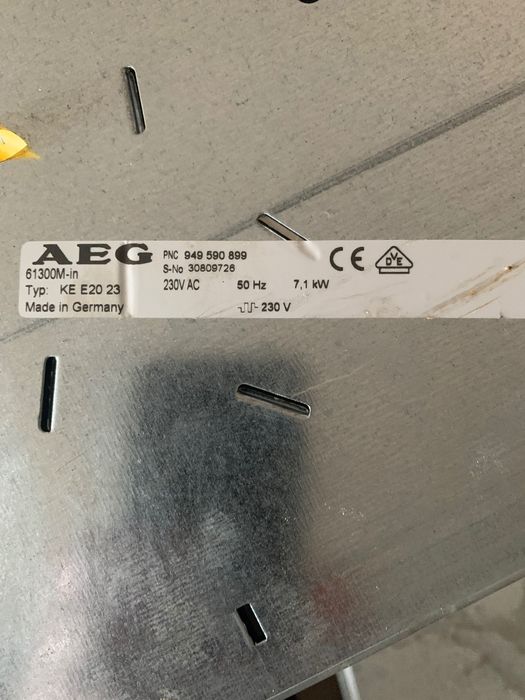 AEG PNC 949 590 899
61300M-in S-No 30809726
Typ: KE E20 23 230V AC 50 Hz 7,1 kW
Made in Germany 230 V
CE VDE